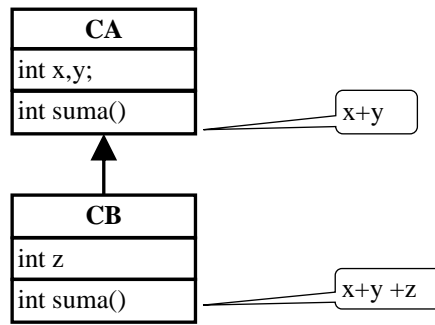 CA
int x,y;
int suma()
x+y
CB
int z
int suma()
x+y +z